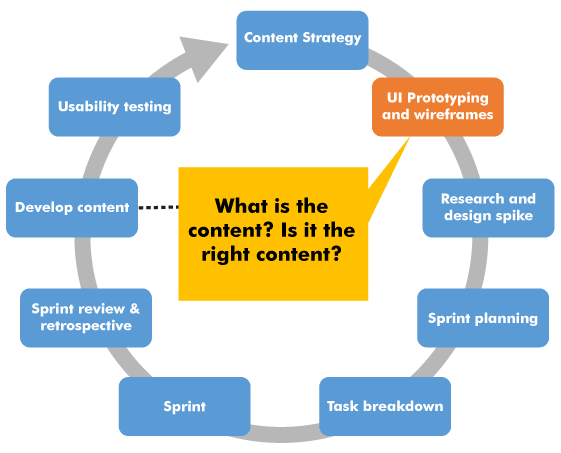 Content Strategy
UI Prototyping
and wireframes
Research and
design spike
Sprint planning
Task breakdown
Sprint
Sprint review &
retrospective
Develop content
Usability testing
What is the
content? Is it the
right content?